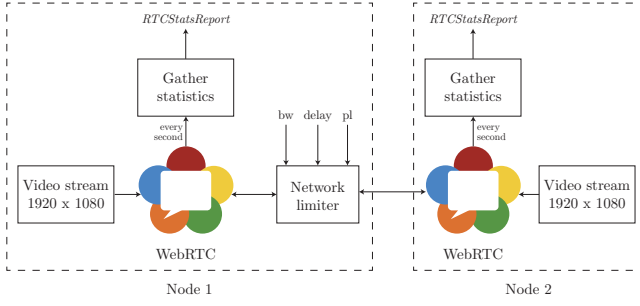 RTCStatsReport
Gather
statistics
every
second
bw
delay
pl
Video stream
1920 x 1080
Network
limiter
WebRTC
Node 1
RTCStatsReport
Gather
statistics
every
second
Video stream
1920 x 1080
WebRTC
Node 2